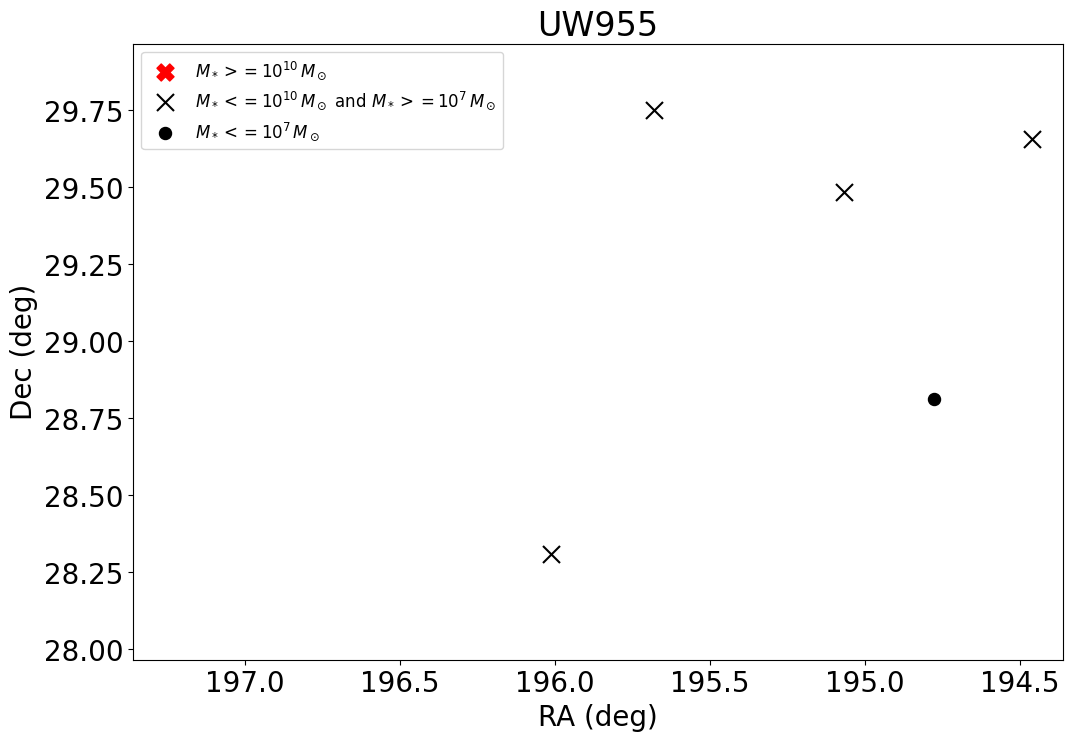 UW955
M* >= 10^10 M⊙
M* <= 10^10 M⊙ and M* >= 10^7 M⊙
M* <= 10^7 M⊙
29.75
29.50
29.25
29.00
28.75
28.50
28.25
28.00
Dec (deg)
197.0 196.5 196.0 195.5 195.0 194.5
RA (deg)